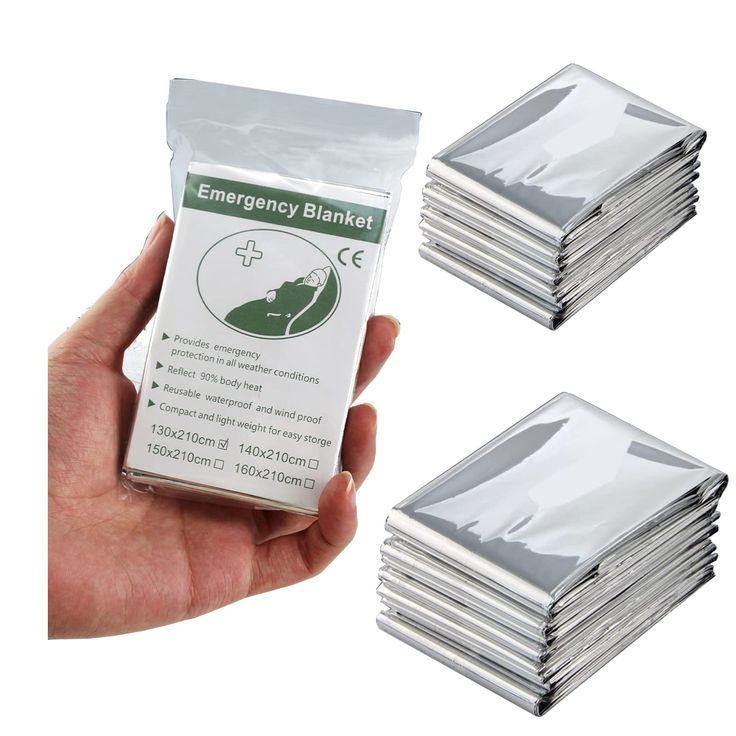 Emergency Blanket
CE
Provides emergency
protection in all weather conditions
Reflect 90% body heat
Reusable waterproof and wind proof
Compact and light weight for easy storge
130x210cm ☑ 140x210cm ☐
150x210cm ☐ 160x210cm ☐